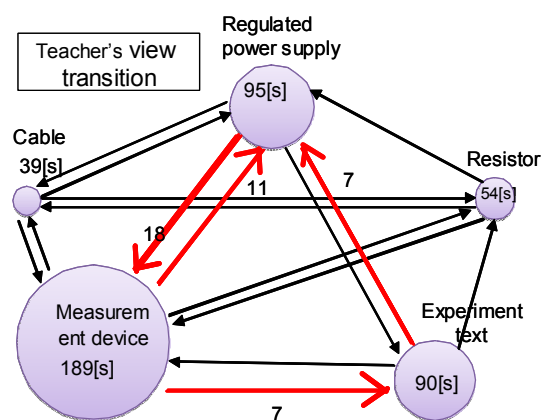 Teacher's view
transition
Regulated
power supply
95[s]
Cable
39[s]
Resistor
54[s]
11
7
18
Measurem
ent device
189[s]
Experiment
text
90[s]
7